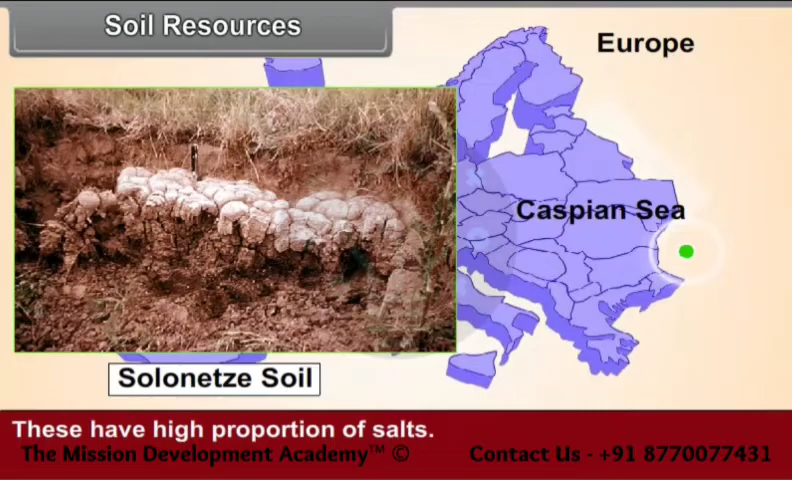 Soil Resources
Europe
Caspian Sea
Solonetze Soil
These have high proportion of salts.
The Mission Development Academy™ ©
Contact Us - +91 8770077431